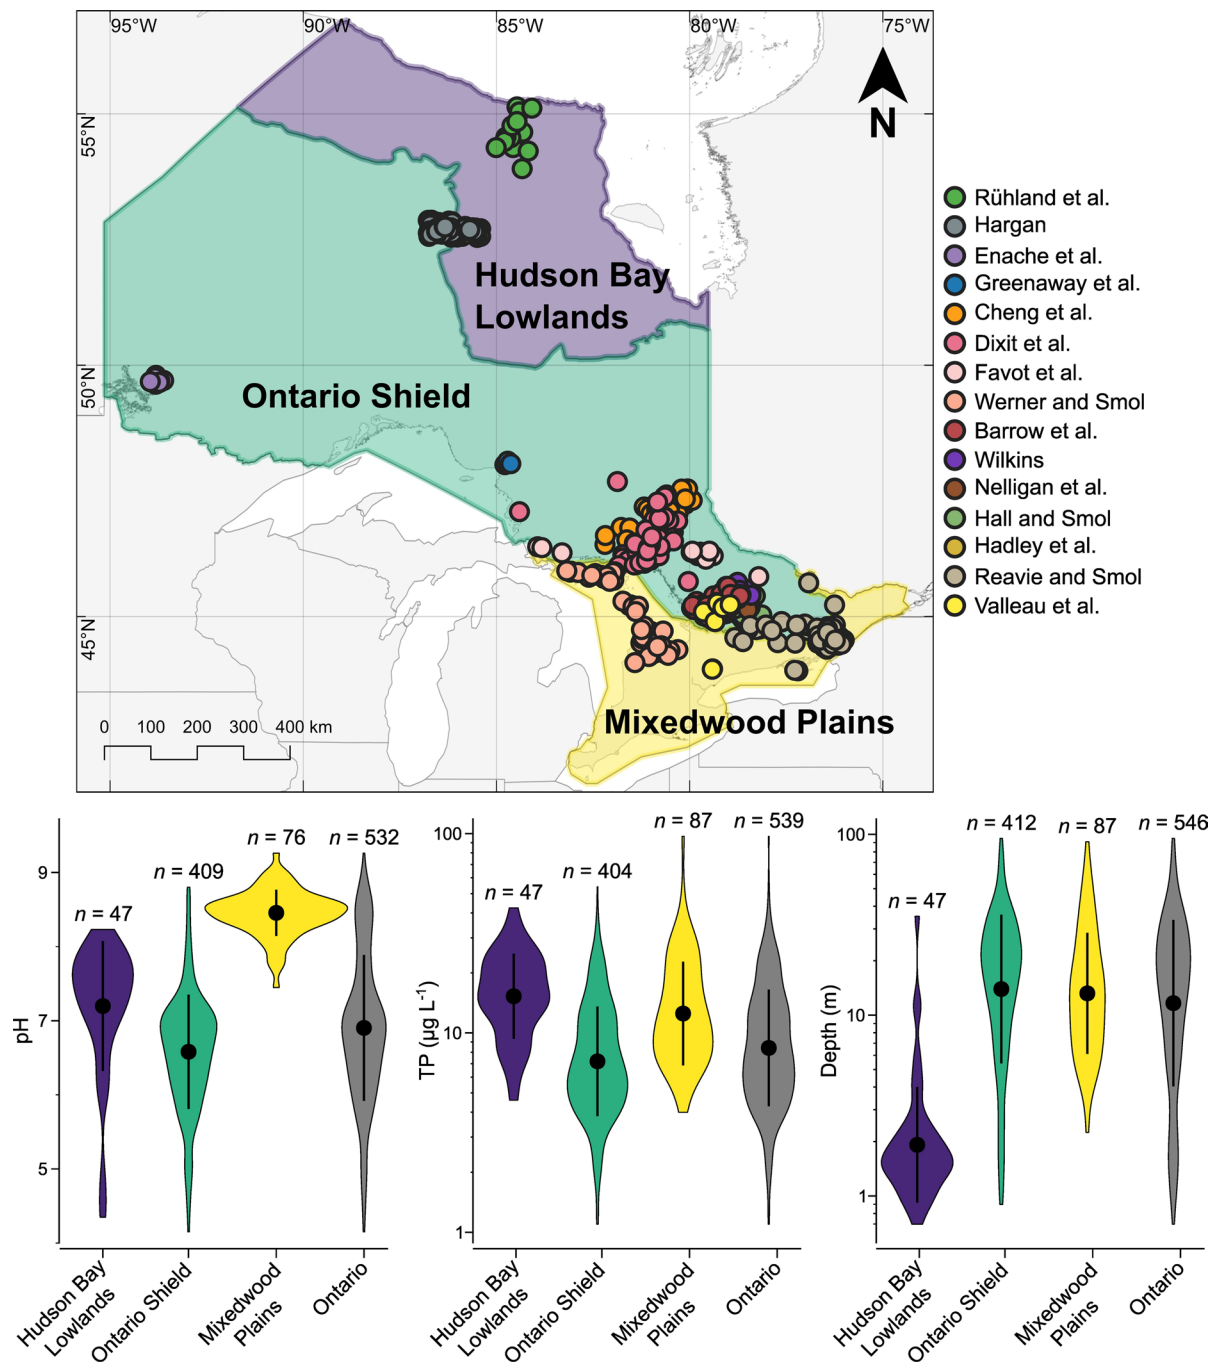 95°W 90°W 85°W 80°W 75°W
55°N
50°N
45°N
N
Hudson Bay
Lowlands
Ontario Shield
Mixedwood Plains
0 100 200 300 400 km
Rühland et al.
Hargan
Enache et al.
Greenaway et al.
Cheng et al.
Dixit et al.
Favot et al.
Werner and Smol
Barrow et al.
Wilkins
Nelligan et al.
Hall and Smol
Hadley et al.
Reavie and Smol
Valleau et al.
pH
9
7
5
n = 47
n = 409
n = 76
n = 532
Hudson Bay
Lowlands
Ontario Shield
Mixedwood
Plains
Ontario
TP (µg L-1)
100
10
1
n = 47
n = 404
n = 87
n = 539
Hudson Bay
Lowlands
Ontario Shield
Mixedwood
Plains
Ontario
Depth (m)
100
10
1
n = 47
n = 412
n = 87
n = 546
Hudson Bay
Lowlands
Ontario Shield
Mixedwood
Plains
Ontario